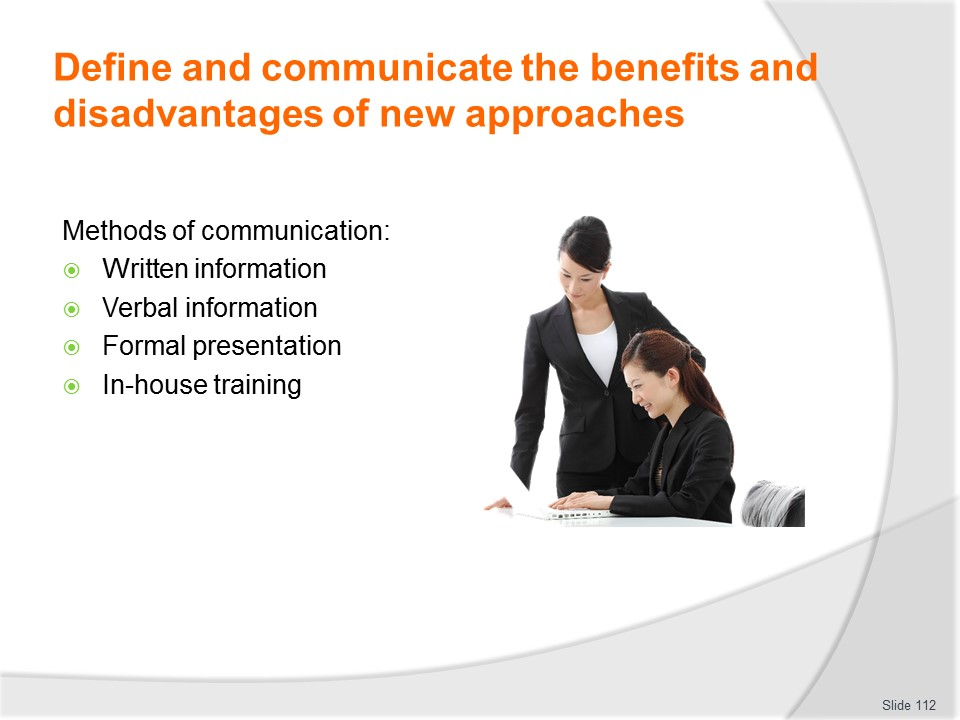 Define and communicate the benefits and
disadvantages of new approaches
Methods of communication:
Written information
Verbal information
Formal presentation
In-house training
Slide 112